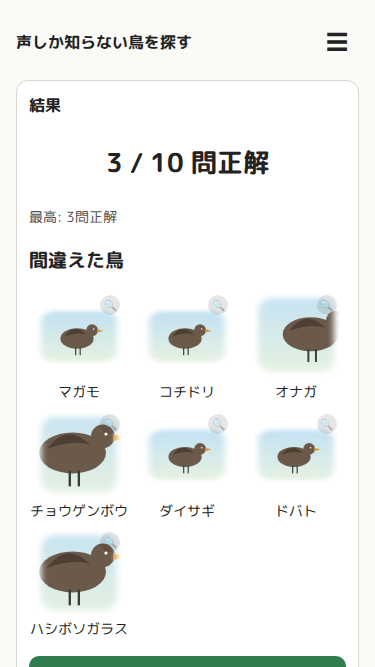 声しか知らない鳥を探す
結果
3 / 10 問正解
最高: 3問正解
間違えた鳥
マガモ
コチドリ
オナガ
チョウゲンボウ
ダイサギ
ドバト
ハシボソガラス